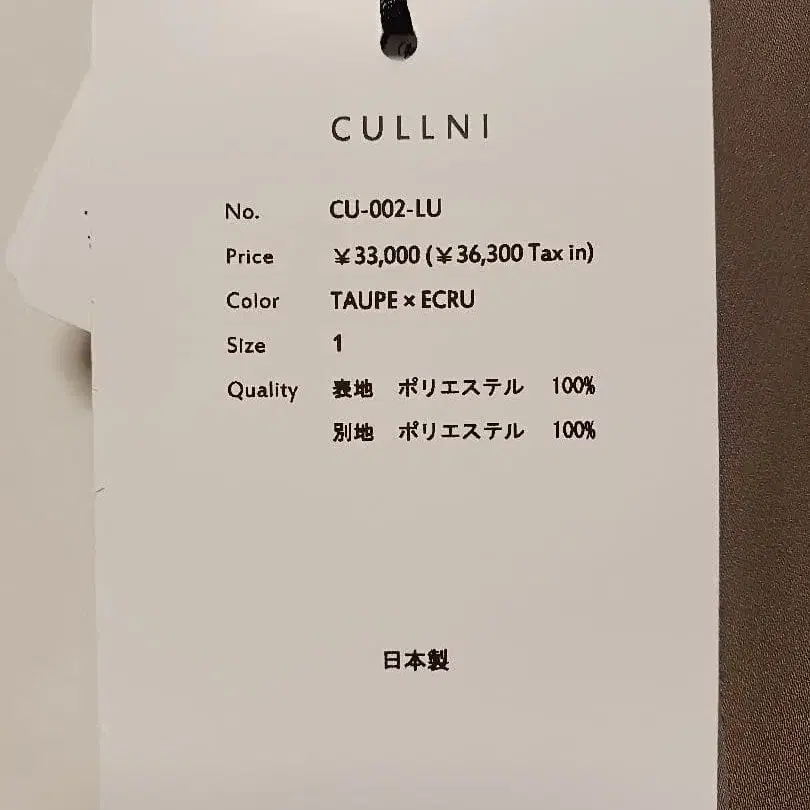 CULLNI
No. CU-002-LU
Price ¥33,000 (¥36,300 Tax in)
Color TAUPE × ECRU
Size 1
Quality 表地 ポリエステル 100%
別地 ポリエステル 100%
日本製